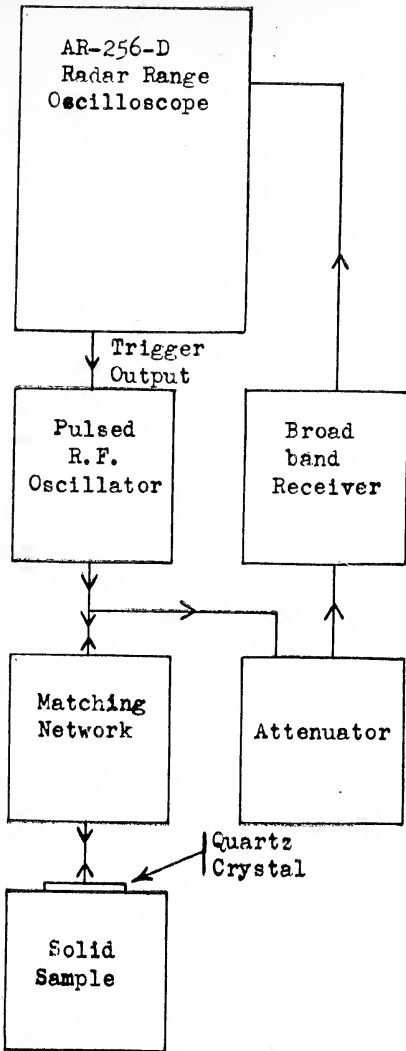 AR-256-D
Radar Range
Oscilloscope
Trigger
Output
Pulsed
R.F.
Oscillator
Broad
band
Receiver
Matching
Network
Attenuator
Quartz
Crystal
Solid
Sample